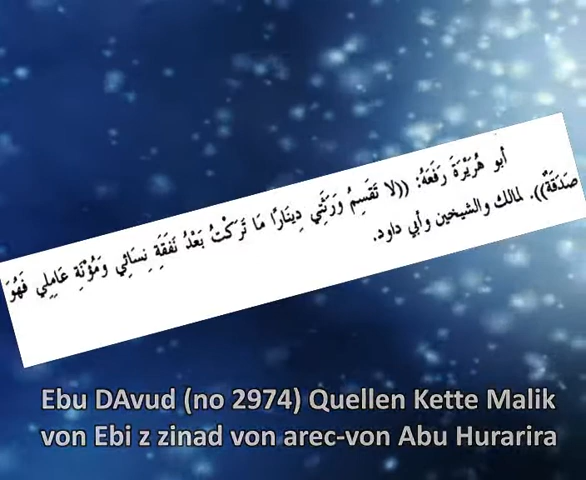 أبو هُرَيْرَةَ رَفَعَهُ: ((لا تَقْسِمُ وَرَثَتِي دِينَارًا مَا تَرَكْتُ بَعْدُ نَفَقَةِ نِسَائِي وَمُؤْنَةِ عَامِلِي فَهُوَ
صَدَقَةٌ)). لمالك والشيخين وأبي داود.
Ebu DAvud (no 2974) Quellen Kette Malik
von Ebi z zinad von arec-von Abu Hurarira